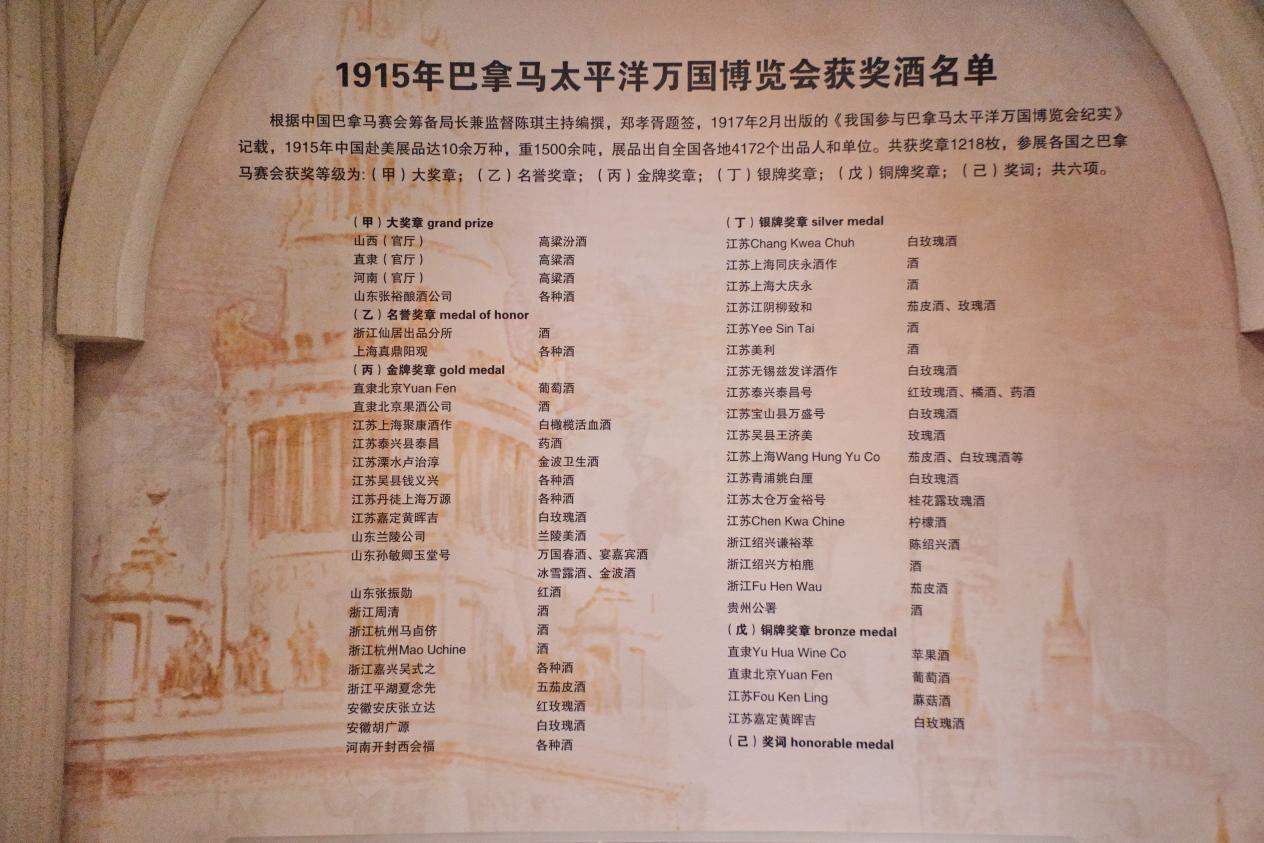 1915年巴拿马太平洋万国博览会获奖酒名单
根据中国巴拿马赛会筹备局长兼监督陈琪主持编撰，郑孝胥题签，1917年2月出版的《我国参与巴拿马太平洋万国博览会纪实》
记载，1915年中国赴美展品达10余万种，重1500余吨，展品出自全国各地4172个出品人和单位。共获奖章1218枚，参展各国之巴拿
马赛会获奖等级为:（甲）大奖章；（乙）名誉奖章；（丙）金牌奖章；（丁）银牌奖章；（戊）铜牌奖章；（己）奖词；共六项。
（甲）大奖章 grand prize
山西（官厅） 高粱汾酒
直隶（官厅） 高粱酒
河南（官厅） 高粱酒
山东张裕酿酒公司 各种酒
（乙）名誉奖章 medal of honor
浙江仙居出品分所 酒
上海真鼎阳观 各种酒
（丙）金牌奖章 gold medal
直隶北京Yuan Fen 葡萄酒
直隶北京果酒公司 酒
江苏上海聚康酒作 白橄榄活血酒
江苏泰兴县泰昌 药酒
江苏溧水卢治淳 金波卫生酒
江苏吴县钱义兴 各种酒
江苏丹徒上海万源 各种酒
江苏嘉定黄晖吉 白玫瑰酒
山东兰陵公司 兰陵美酒
山东孙敏卿玉堂号 万国春酒、宴嘉宾酒
冰雪露酒、金波酒
山东张振勋 红酒
浙江周清 酒
浙江杭州马卤侪 酒
浙江杭州Mao Uchine 酒
浙江嘉兴吴式之 各种酒
浙江平湖夏念先 五茄皮酒
安徽安庆张立达 红玫瑰酒
安徽胡广源 白玫瑰酒
河南开封西会福 各种酒
（丁）银牌奖章 silver medal
江苏Chang Kwea Chuh 白玫瑰酒
江苏上海同庆永酒作 酒
江苏上海大庆永 酒
江苏江阴柳致和 茄皮酒、玫瑰酒
江苏Yee Sin Tai 酒
江苏美利 酒
江苏无锡兹发详酒作 白玫瑰酒
江苏泰兴泰昌号 红玫瑰酒、橘酒、药酒
江苏宝山县万盛号 白玫瑰酒
江苏吴县王济美 玫瑰酒
江苏上海Wang Hung Yu Co 茄皮酒、白玫瑰酒等
江苏青浦姚白厘 白玫瑰酒
江苏太仓万金裕号 桂花露玫瑰酒
江苏Chen Kwa Chine 柠檬酒
浙江绍兴谦裕萃 陈绍兴酒
浙江绍兴方柏鹿 酒
浙江Fu Hen Wau 茄皮酒
贵州公署 酒
（戊）铜牌奖章 bronze medal
直隶Yu Hua Wine Co 苹果酒
直隶北京Yuan Fen 葡萄酒
江苏Fou Ken Ling 蘑菇酒
江苏嘉定黄晖吉 白玫瑰酒
（己）奖词 honorable medal